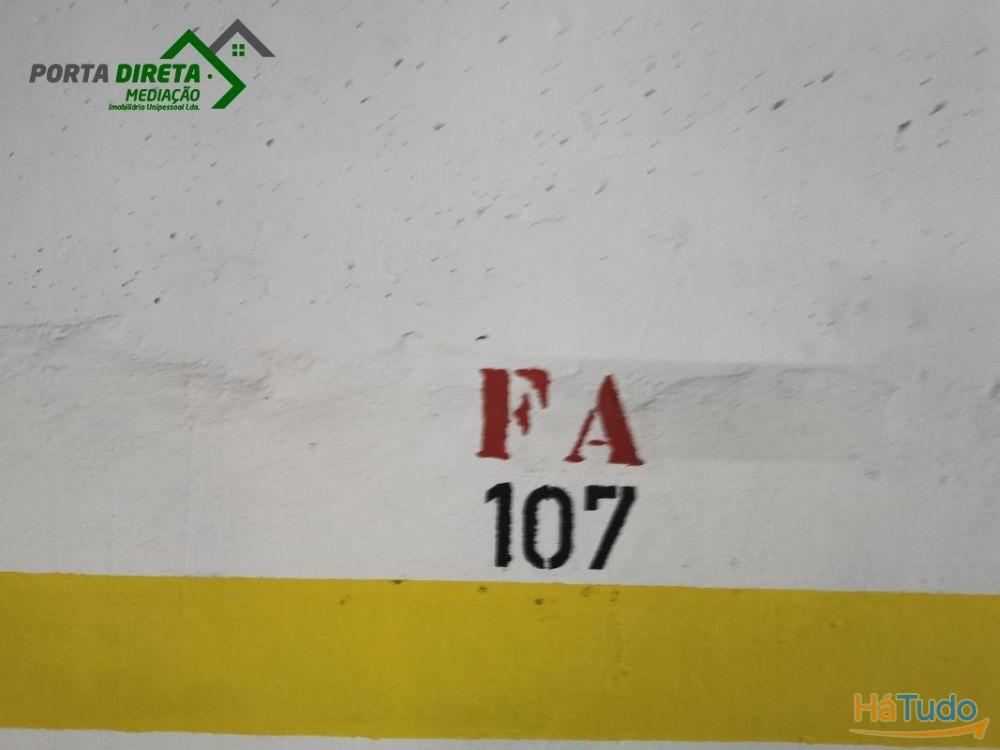 PORTA DIRETA
MEDIAÇÃO
Imobiliária Unipessoal Lda.
FA
107
HáTudo